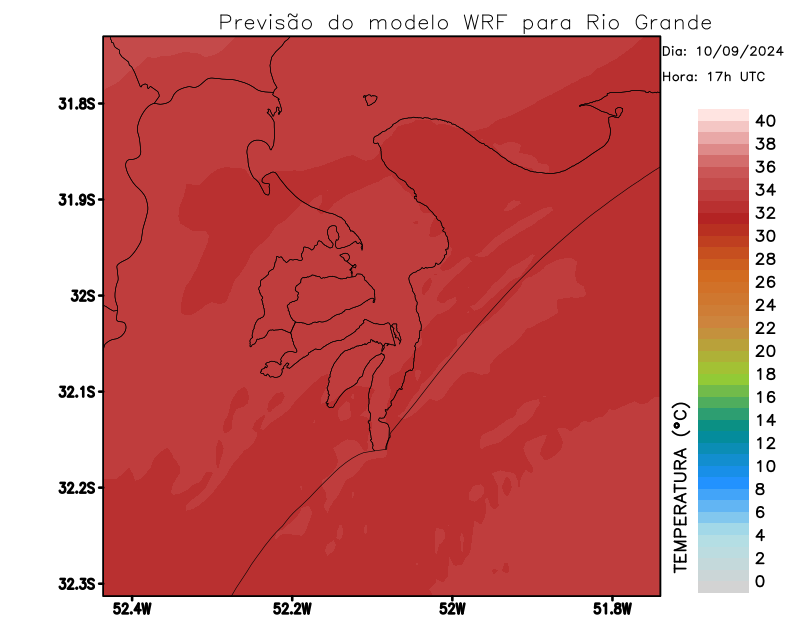 Previsão do modelo WRF para Rio Grande
Dia: 10/09/2024
Hora: 17h UTC
31.8S
31.9S
32S
32.1S
32.2S
32.3S
52.4W
52.2W
52W
51.8W
40
38
36
34
32
30
28
26
24
22
20
18
16
14
12
10
8
6
4
2
0
TEMPERATURA (°C)